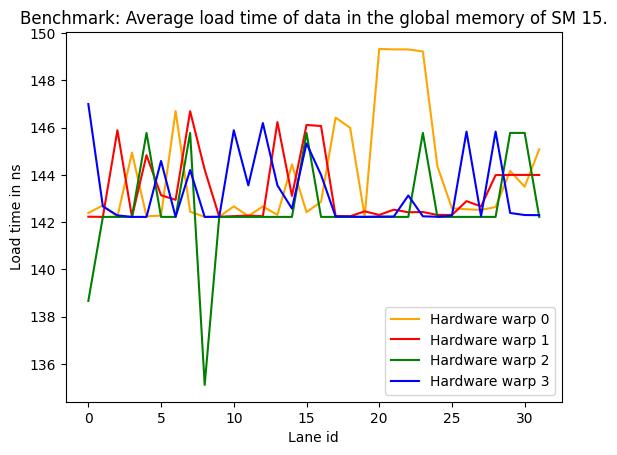 Benchmark: Average load time of data in the global memory of SM 15.
150
148
146
144
142
140
138
136
Load time in ns
0 5 10 15 20 25 30
Lane id
Hardware warp 0
Hardware warp 1
Hardware warp 2
Hardware warp 3